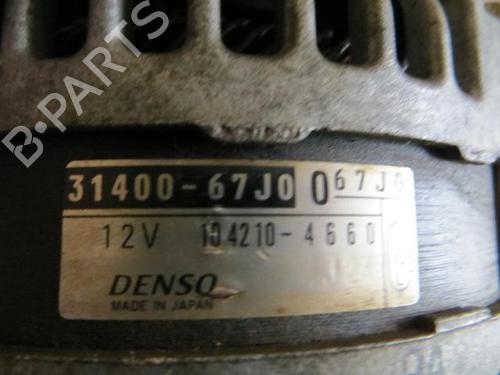 B-PARTS
31400-67J0 0 67J0
12V 104210-4660
DENSO
MADE IN JAPAN